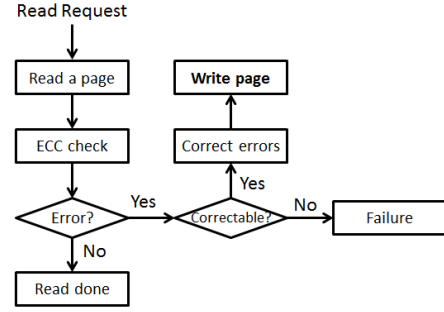 Read Request
Read a page
Write page
ECC check
Correct errors
Yes
Error?
Yes
Correctable?
No
Failure
No
Read done